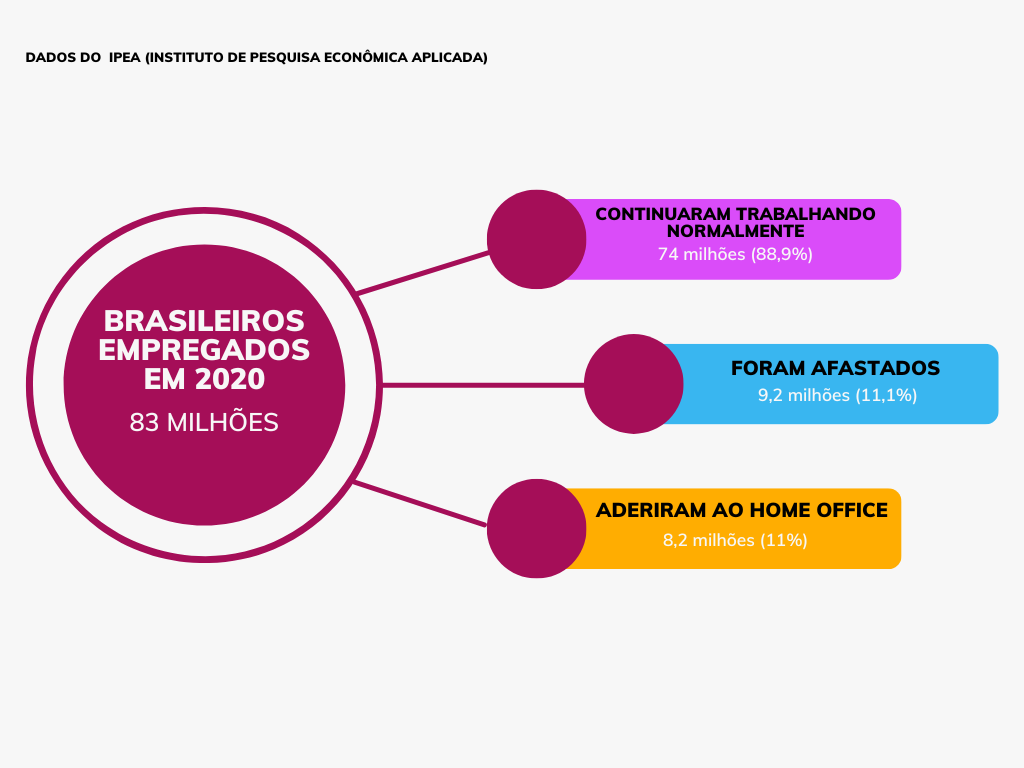 DADOS DO IPEA (INSTITUTO DE PESQUISA ECONÔMICA APLICADA)
BRASILEIROS
EMPREGADOS
EM 2020
83 MILHÕES
CONTINUARAM TRABALHANDO
NORMALMENTE
74 milhões (88,9%)
FORAM AFASTADOS
9,2 milhões (11,1%)
ADERIRAM AO HOME OFFICE
8,2 milhões (11%)